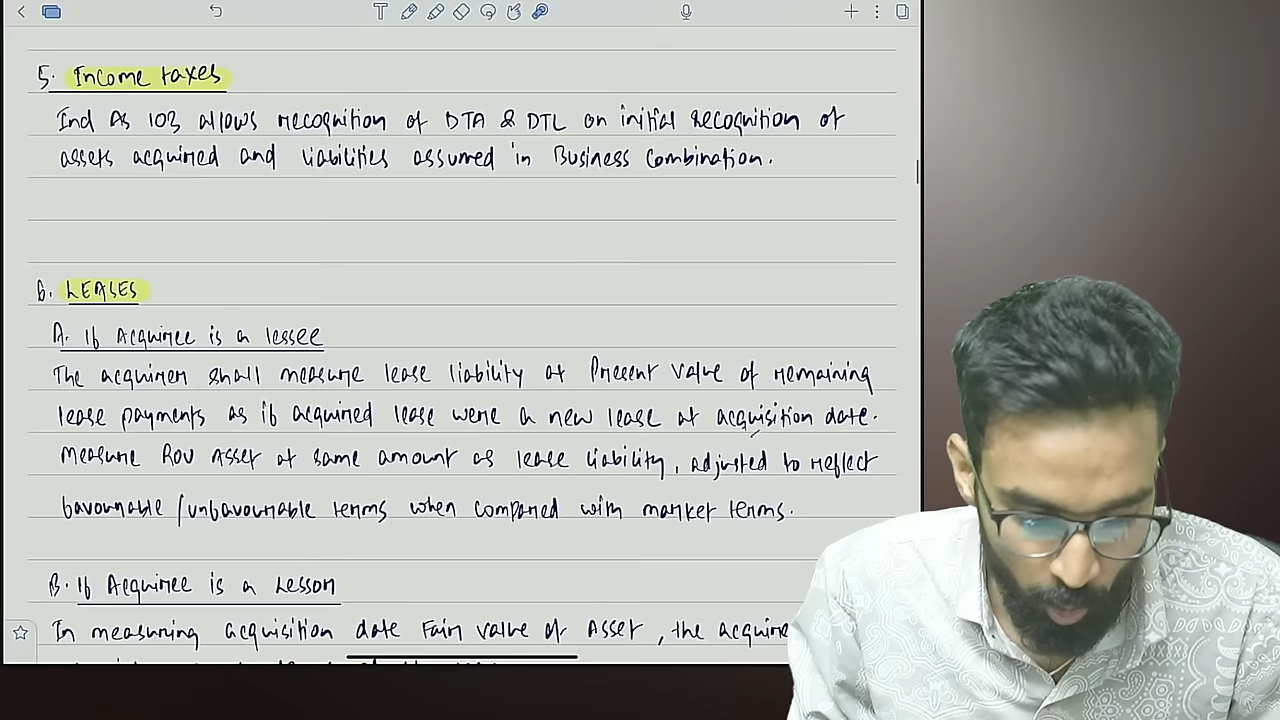 5. Income taxes
Ind As 103 allows recognition of DTA & DTL on initial recognition of
assets acquired and liabilities assumed in Business Combination.
6. LEASES
A. If Acquiree is a lessee
The acquirer shall measure lease liability at Present value of remaining
lease payments as if acquired lease were a new lease at acquisition date.
Measure ROU Asset at same amount as lease liability, adjusted to reflect
favourable/unfavourable terms when compared with market terms.
B. If Acquiree is a Lessor
In measuring acquisition date Fair value of Asset, the acquire